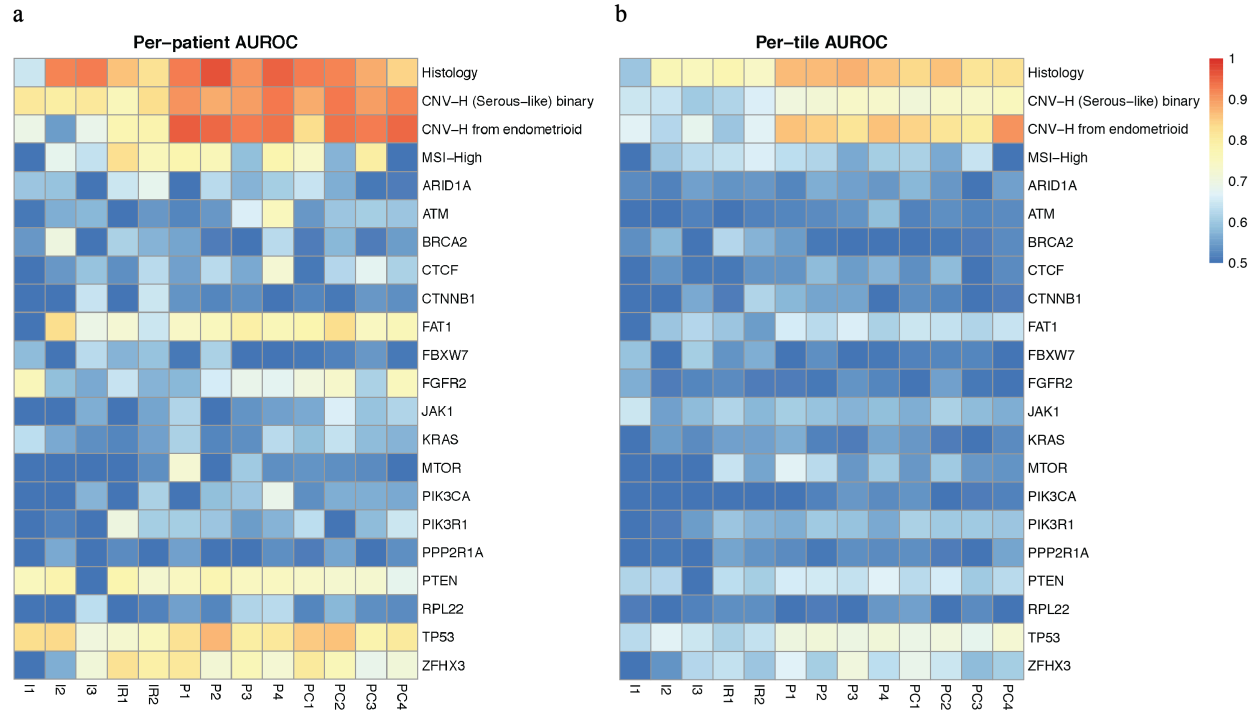 a
Per−patient AUROC
Histology
CNV−H (Serous−like) binary
CNV−H from endometrioid
MSI−High
ARID1A
ATM
BRCA2
CTCF
CTNNB1
FAT1
FBXW7
FGFR2
JAK1
KRAS
MTOR
PIK3CA
PIK3R1
PPP2R1A
PTEN
RPL22
TP53
ZFHX3
I1 I2 I3 IR1 IR2 P1 P2 P3 P4 PC1 PC2 PC3 PC4
b
Per−tile AUROC
Histology
CNV−H (Serous−like) binary
CNV−H from endometrioid
MSI−High
ARID1A
ATM
BRCA2
CTCF
CTNNB1
FAT1
FBXW7
FGFR2
JAK1
KRAS
MTOR
PIK3CA
PIK3R1
PPP2R1A
PTEN
RPL22
TP53
ZFHX3
I1 I2 I3 IR1 IR2 P1 P2 P3 P4 PC1 PC2 PC3 PC4
1
0.9
0.8
0.7
0.6
0.5